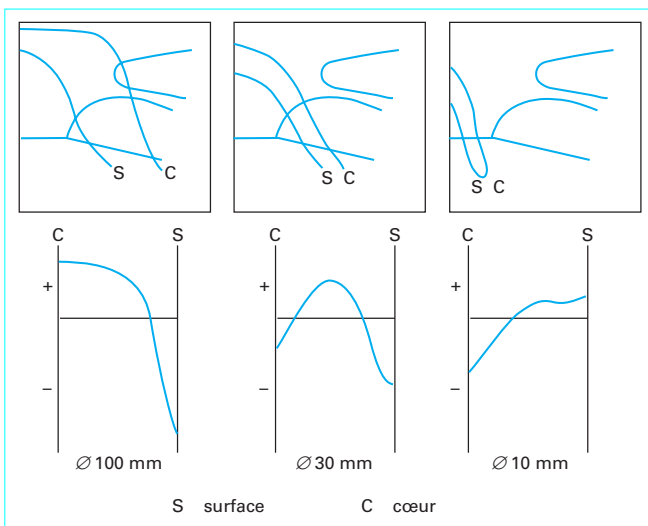 S C
S C
S C
C S
C S
C S
+
+
+
−
−
−
∅ 100 mm
∅ 30 mm
∅ 10 mm
S surface C cœur